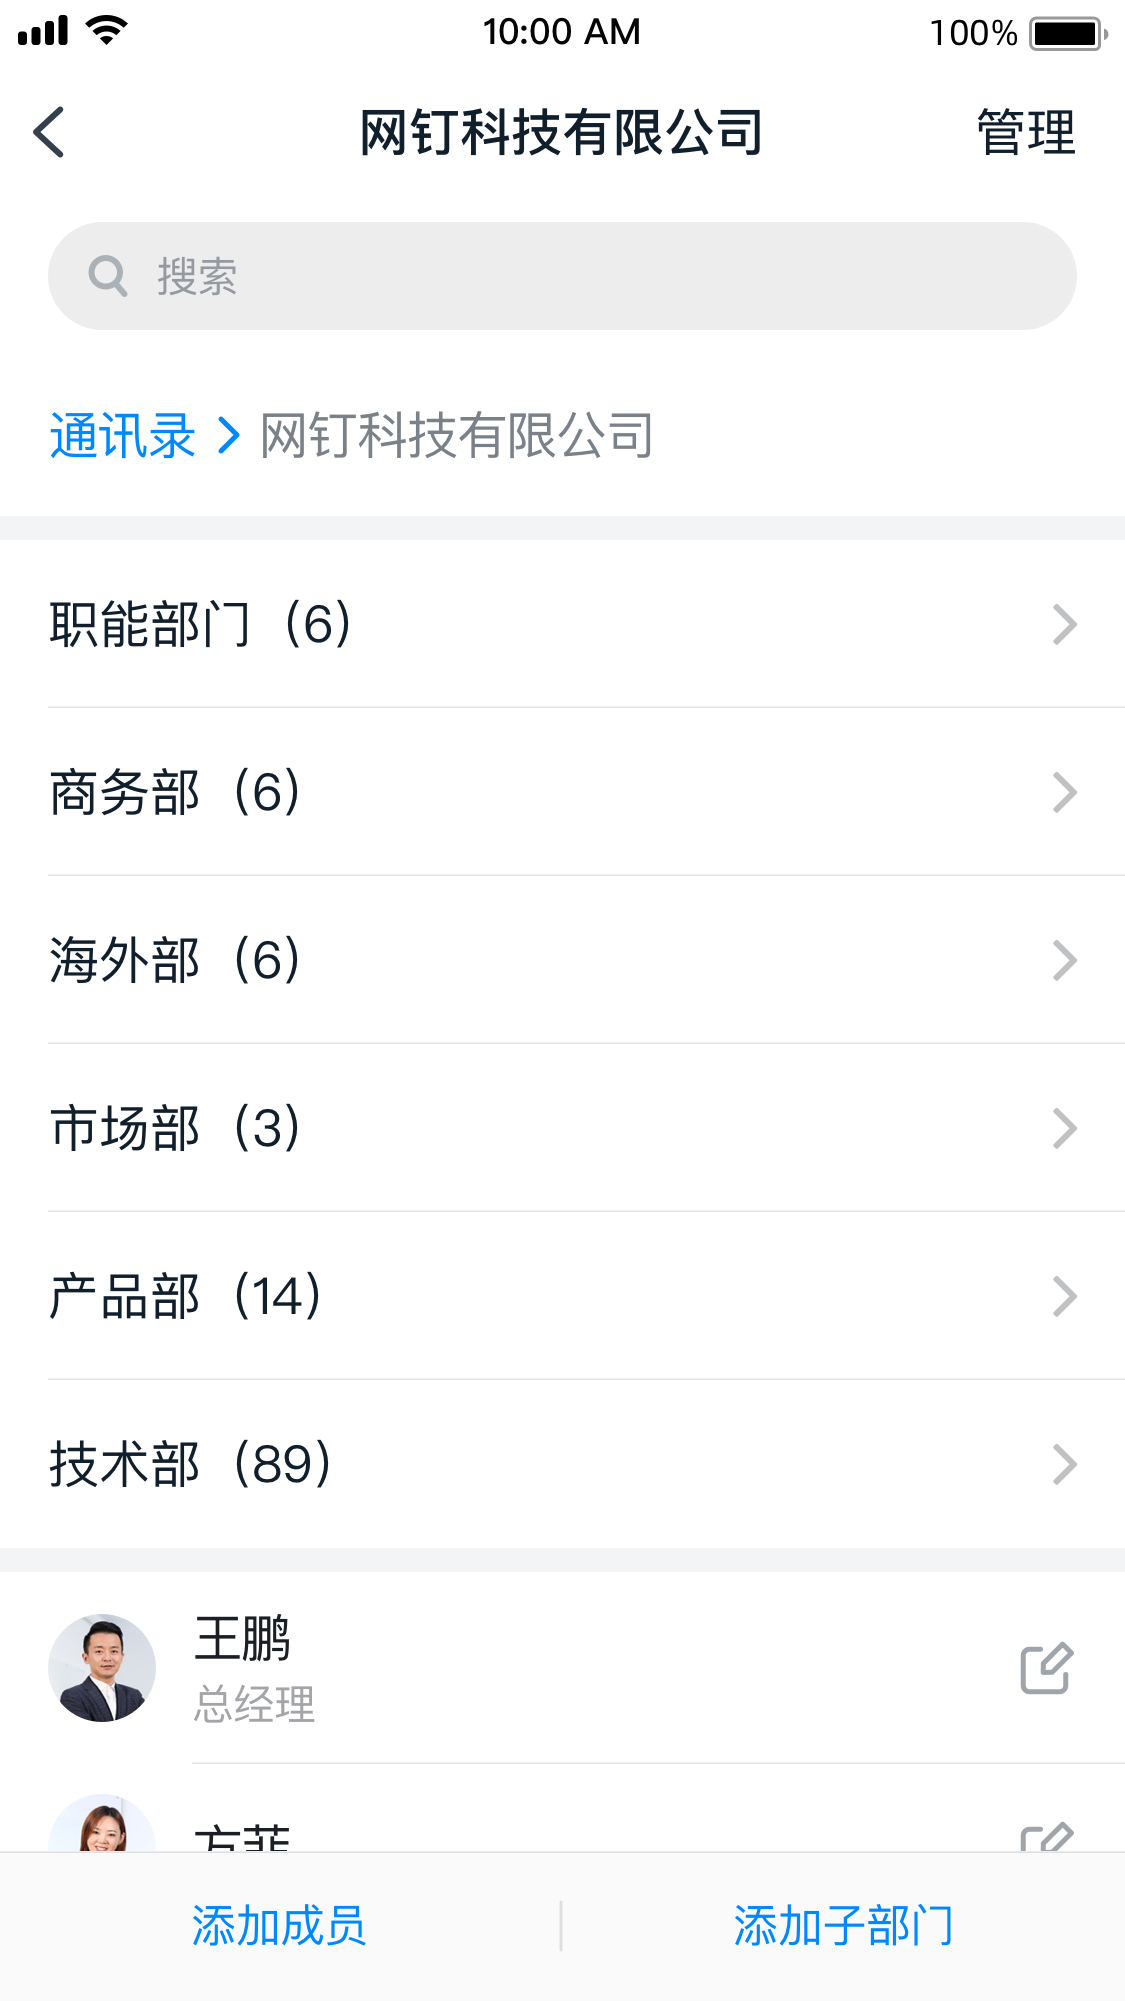 10:00 AM 100%
网钉科技有限公司 管理
搜索
通讯录 > 网钉科技有限公司
职能部门（6）
商务部（6）
海外部（6）
市场部（3）
产品部（14）
技术部（89）
王鹏
总经理
方菲
添加成员 添加子部门